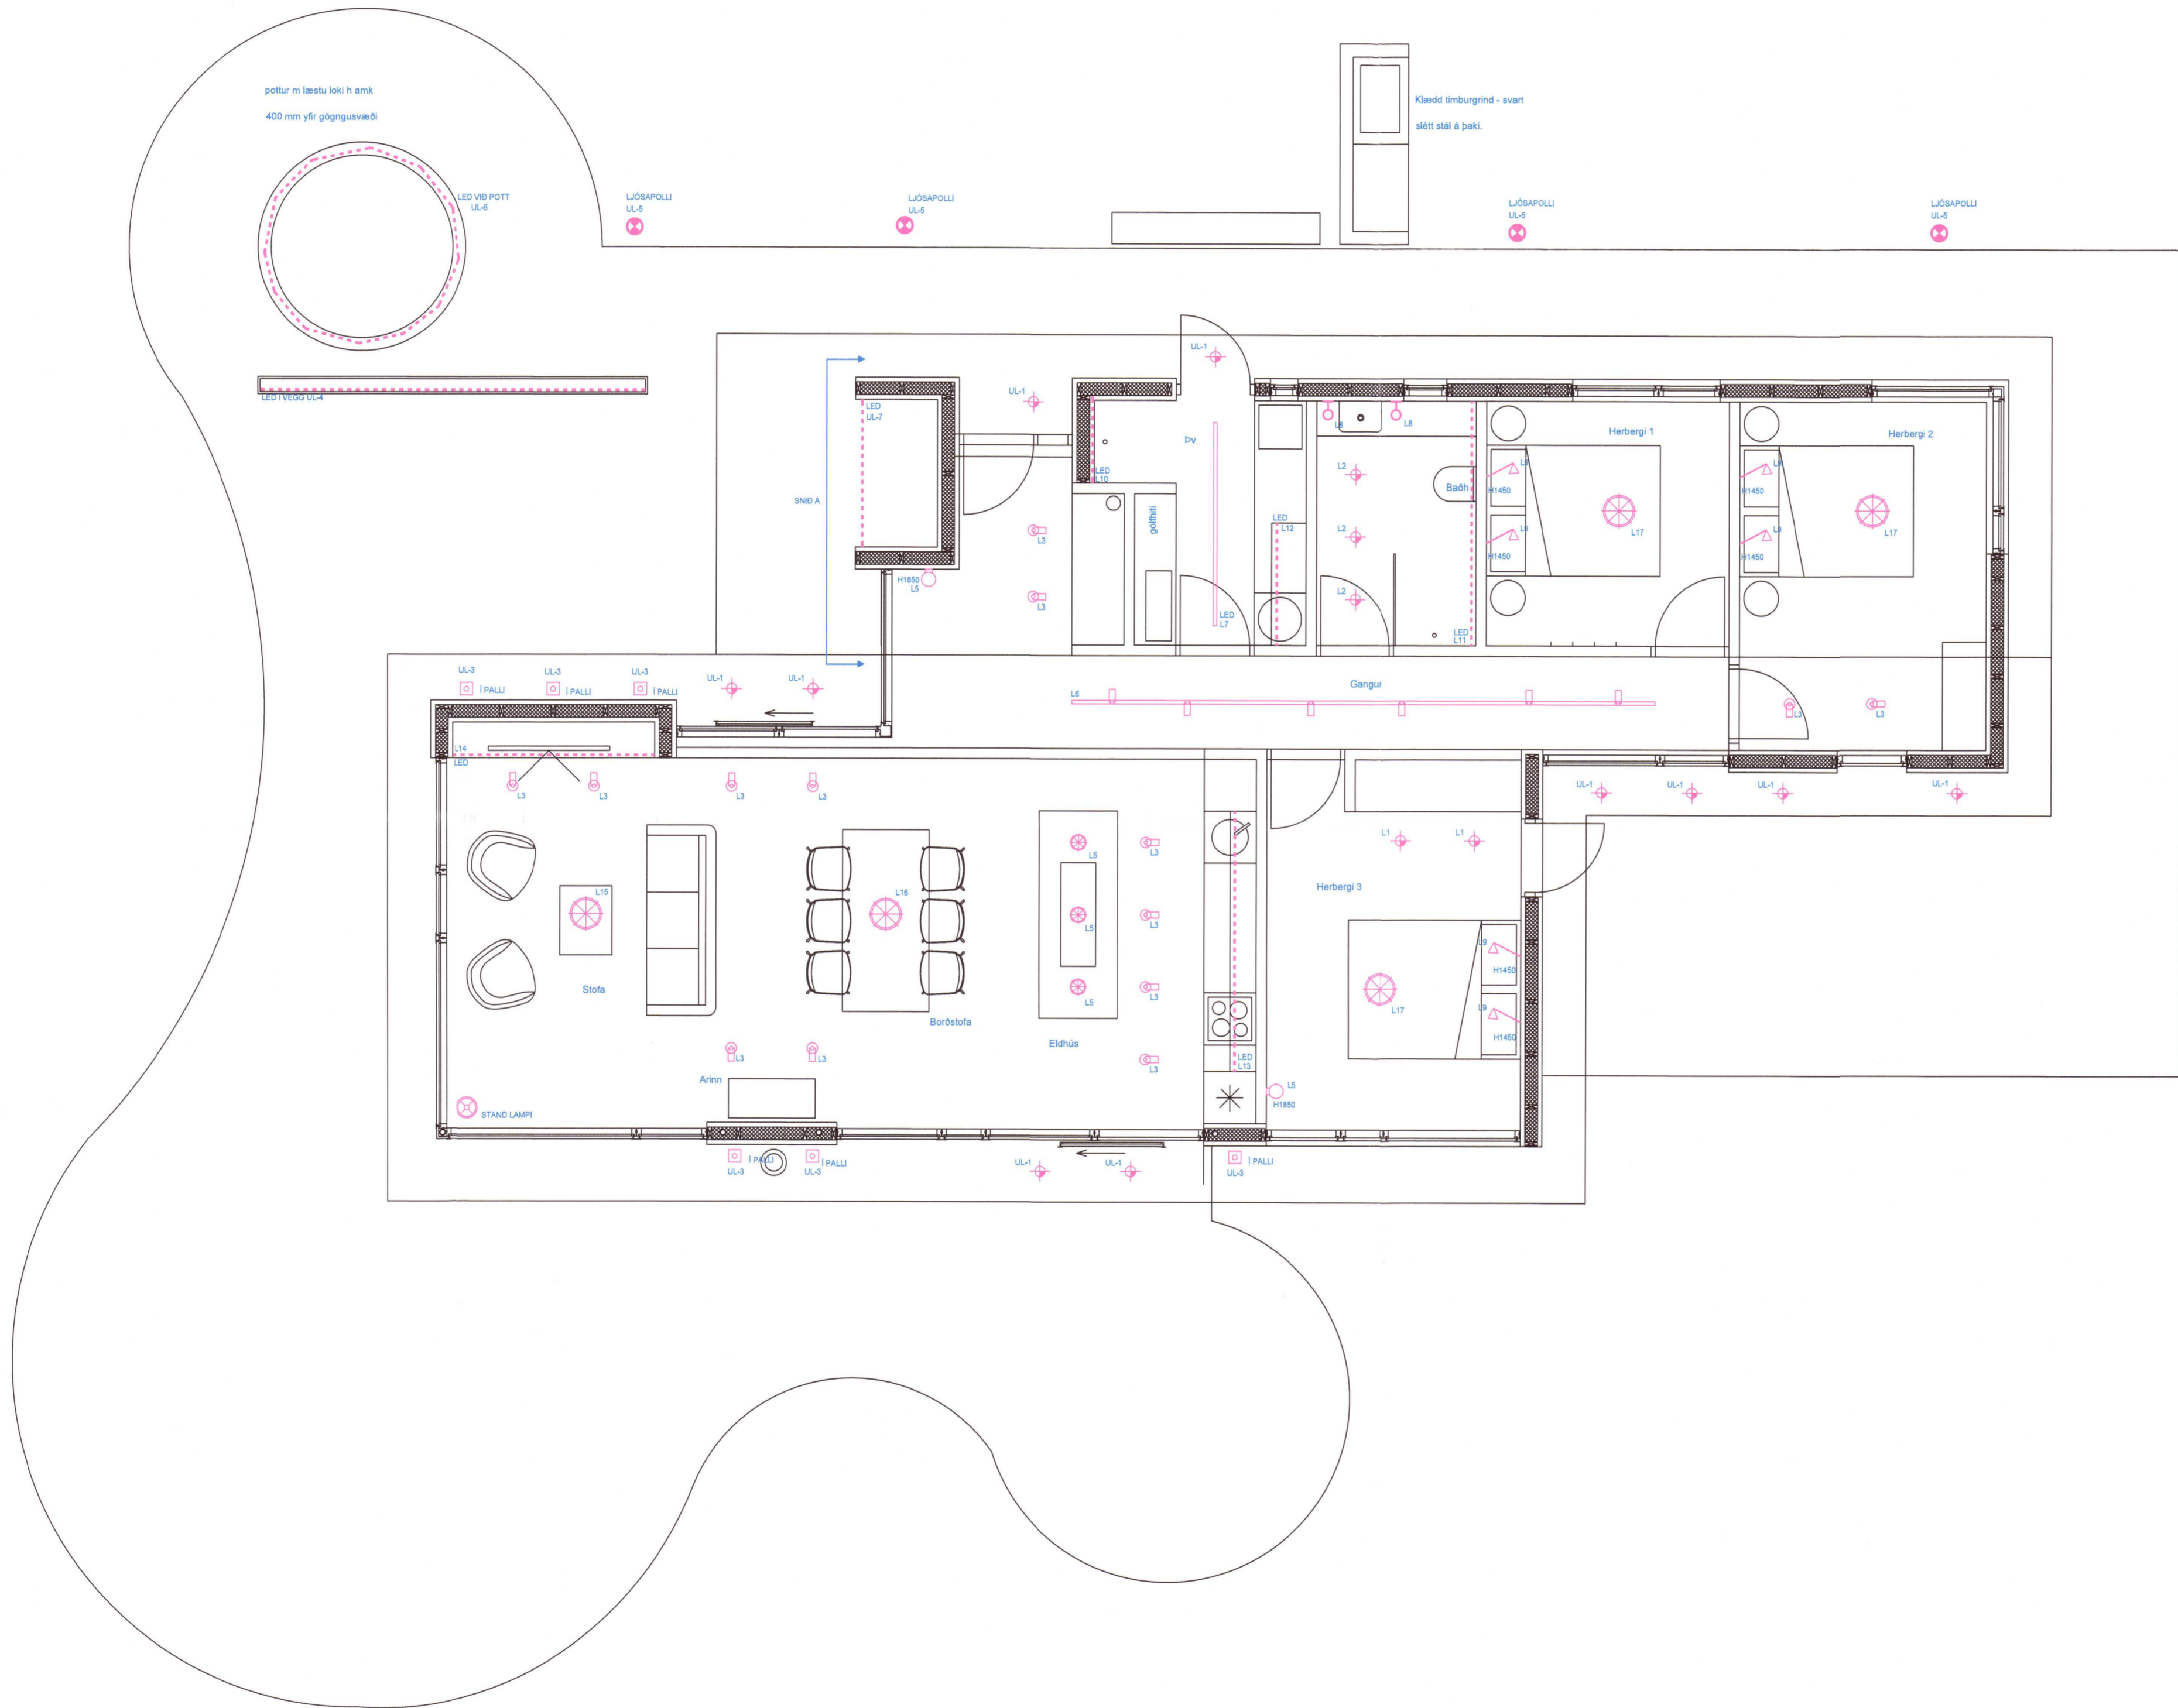 pottur m læstu loki h amk
400 mm yfir gögngusvæði
Klædd timburgrind - svart
slétt stál á þaki.
LED VIÐ POTT
UL-6
LJÓSAPOLLI
UL-5
LJÓSAPOLLI
UL-5
LJÓSAPOLLI
UL-5
LJÓSAPOLLI
UL-5
LED Í VEGG UL-4
UL-1
UL-1
LED
UL-7
SNIÐ A
H1850
L5
L3
L3
LED
L10
Þv
gólfhiti
LED
L7
LED
L12
L8
L8
L2
L2
L2
Baðh
LED
L11
Herbergi 1
L9
H1450
L9
H1450
L17
Herbergi 2
L9
H1450
L9
H1450
L17
UL-3
Í PALLI
UL-3
Í PALLI
UL-3
Í PALLI
UL-1
UL-1
L6
Gangur
L3
L3
L14
LED
L3
L3
L3
L3
UL-1
UL-1
UL-1
UL-1
L15
Stofa
L16
Borðstofa
L5
L5
L5
Eldhús
L3
L3
L3
L3
LED
L13
L1
L1
Herbergi 3
L9
H1450
L9
H1450
L17
L5
H1850
L3
L3
Arinn
STAND LAMPI
UL-3
Í PALLI
UL-3
Í PALLI
UL-1
UL-1
UL-3
Í PALLI